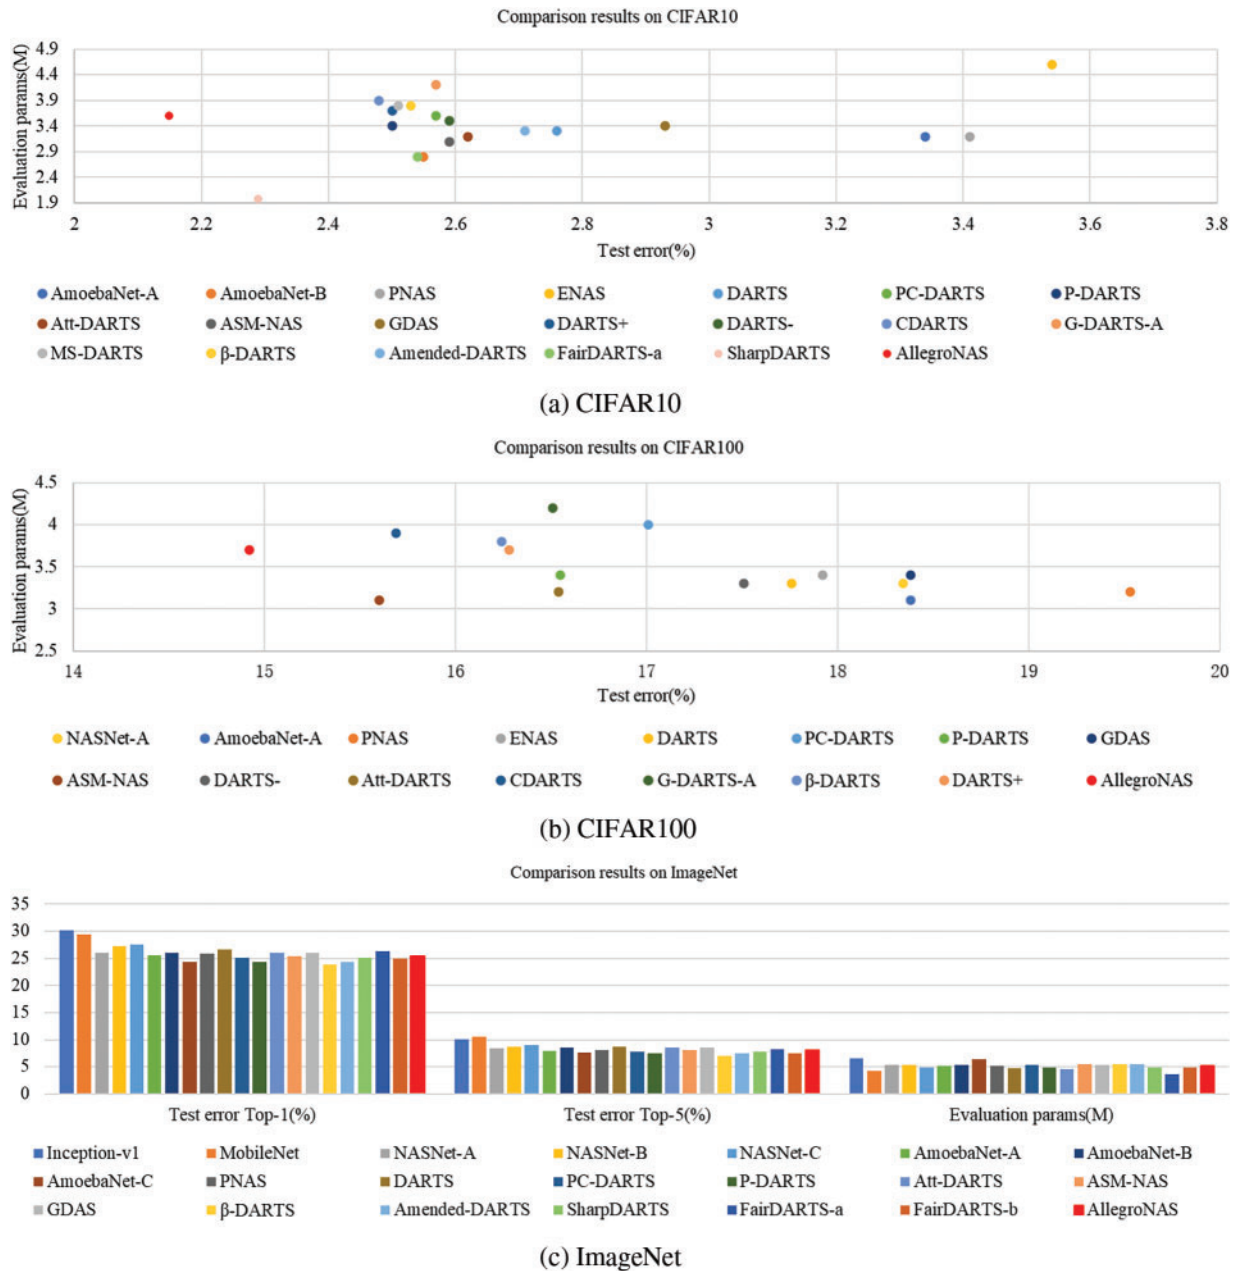 Comparison results on CIFAR10
Evaluation params(M)
4.9
4.4
3.9
3.4
2.9
2.4
1.9
2 2.2 2.4 2.6 2.8 3 3.2 3.4 3.6 3.8
Test error(%)
AmoebaNet-A AmoebaNet-B PNAS ENAS DARTS PC-DARTS P-DARTS
Att-DARTS ASM-NAS GDAS DARTS+ DARTS- CDARTS G-DARTS-A
MS-DARTS β-DARTS Amended-DARTS FairDARTS-a SharpDARTS AllegroNAS
(a) CIFAR10
Comparison results on CIFAR100
Evaluation params(M)
4.5
4
3.5
3
2.5
14 15 16 17 18 19 20
Test error(%)
NASNet-A AmoebaNet-A PNAS ENAS DARTS PC-DARTS P-DARTS GDAS
ASM-NAS DARTS- Att-DARTS CDARTS G-DARTS-A β-DARTS DARTS+ AllegroNAS
(b) CIFAR100
Comparison results on ImageNet
35
30
25
20
15
10
5
0
Test error Top-1(%) Test error Top-5(%) Evaluation params(M)
Inception-v1 MobileNet NASNet-A NASNet-B NASNet-C AmoebaNet-A AmoebaNet-B
AmoebaNet-C PNAS DARTS PC-DARTS P-DARTS Att-DARTS ASM-NAS
GDAS β-DARTS Amended-DARTS SharpDARTS FairDARTS-a FairDARTS-b AllegroNAS
(c) ImageNet